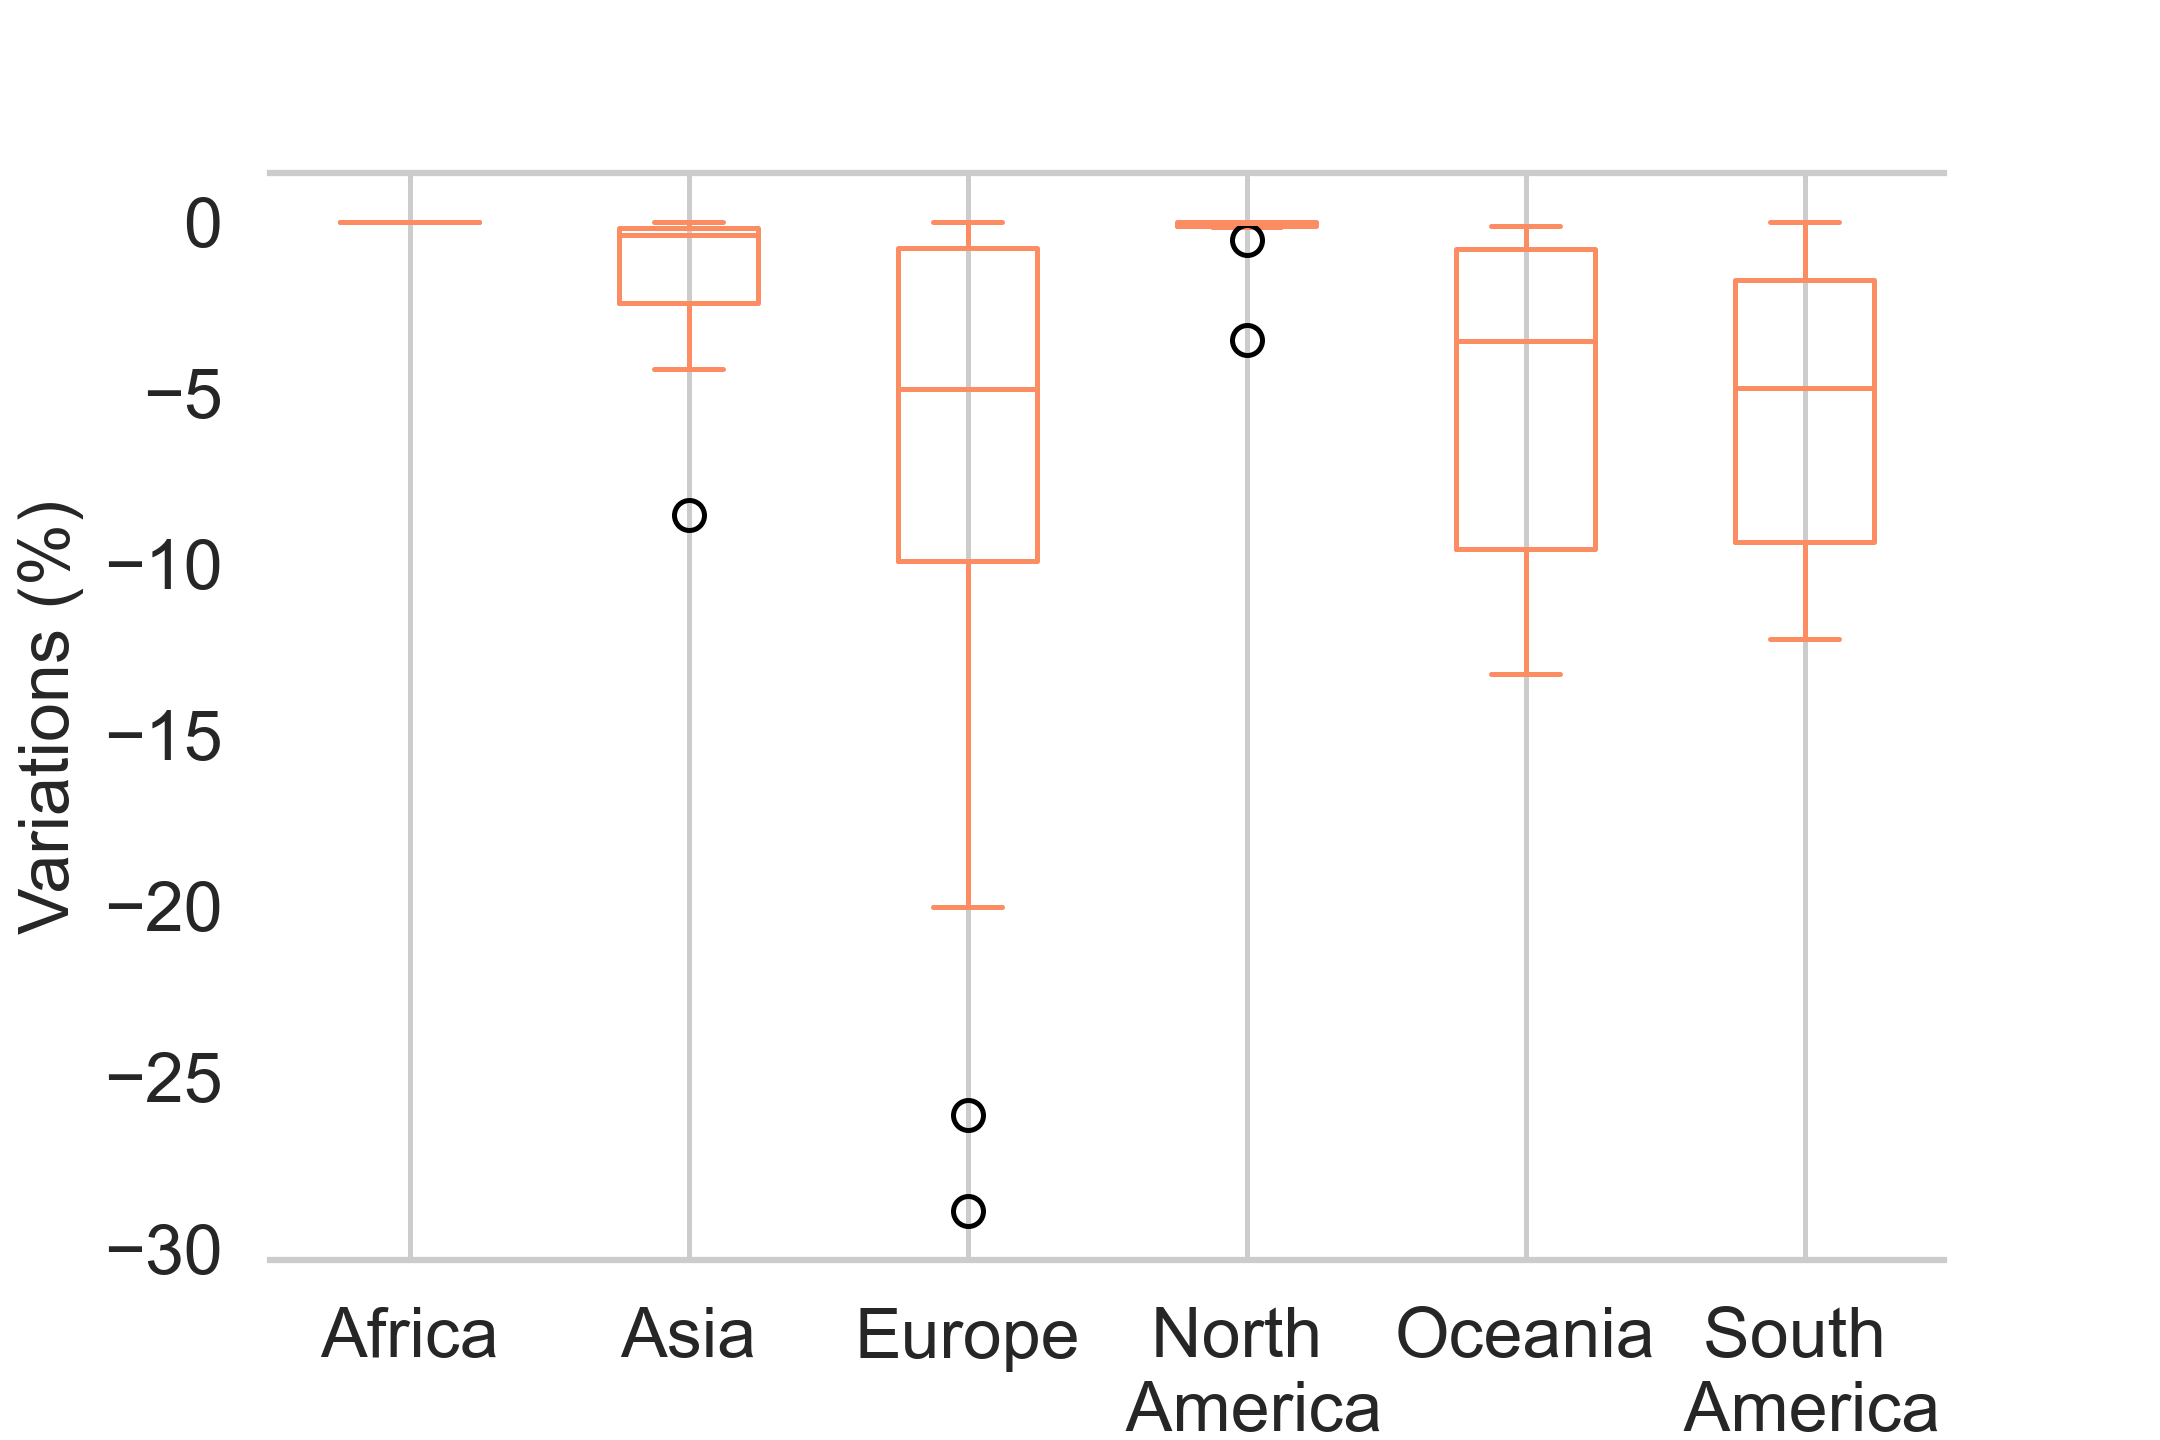 Variations (%)
0
−5
−10
−15
−20
−25
−30
Africa
Asia
Europe
North
America
Oceania
South
America